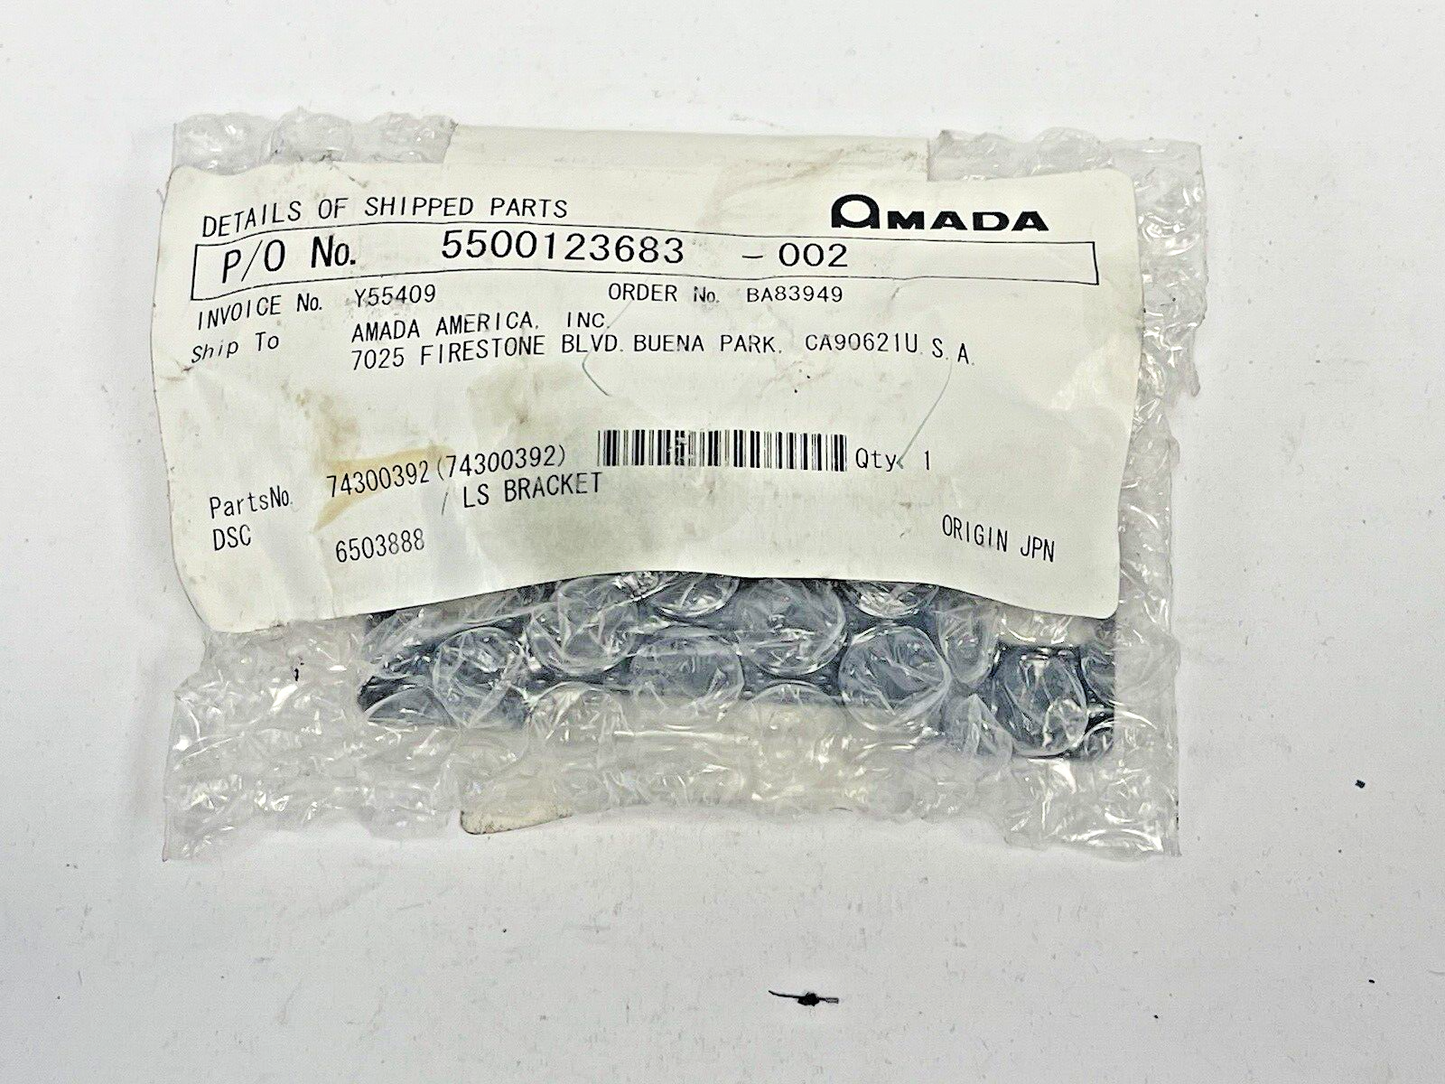 DETAILS OF SHIPPED PARTS
AMADA
P/O No. 5500123683 - 002
INVOICE No. Y55409 ORDER No. BA83949
Ship To AMADA AMERICA, INC.
7025 FIRESTONE BLVD. BUENA PARK, CA90621U.S.A.
PartsNo. 74300392(74300392) Qty. 1
DSC / LS BRACKET
6503888 ORIGIN JPN